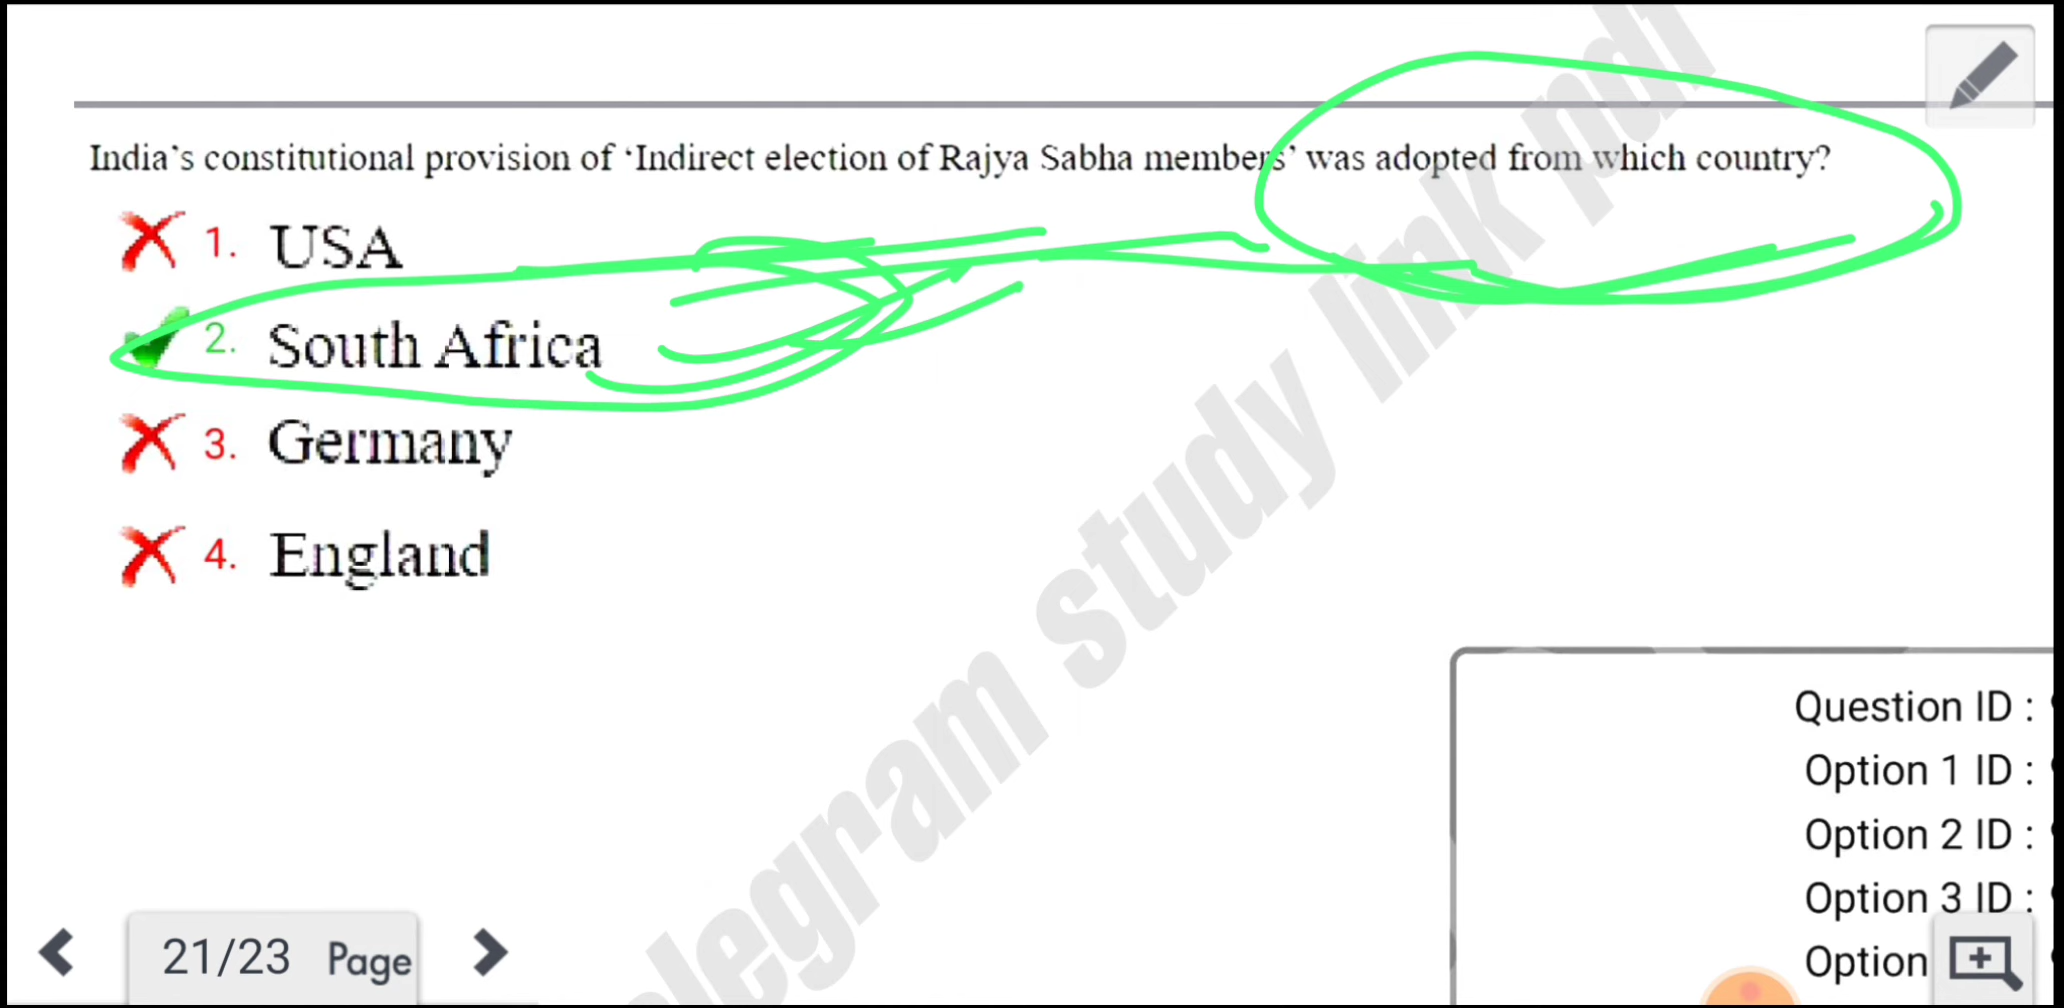 India's constitutional provision of ‘Indirect election of Rajya Sabha members’ was adopted from which country?
1. USA
2. South Africa
3. Germany
4. England
Question ID :
Option 1 ID :
Option 2 ID :
Option 3 ID :
Option
21/23 Page
study link pdf